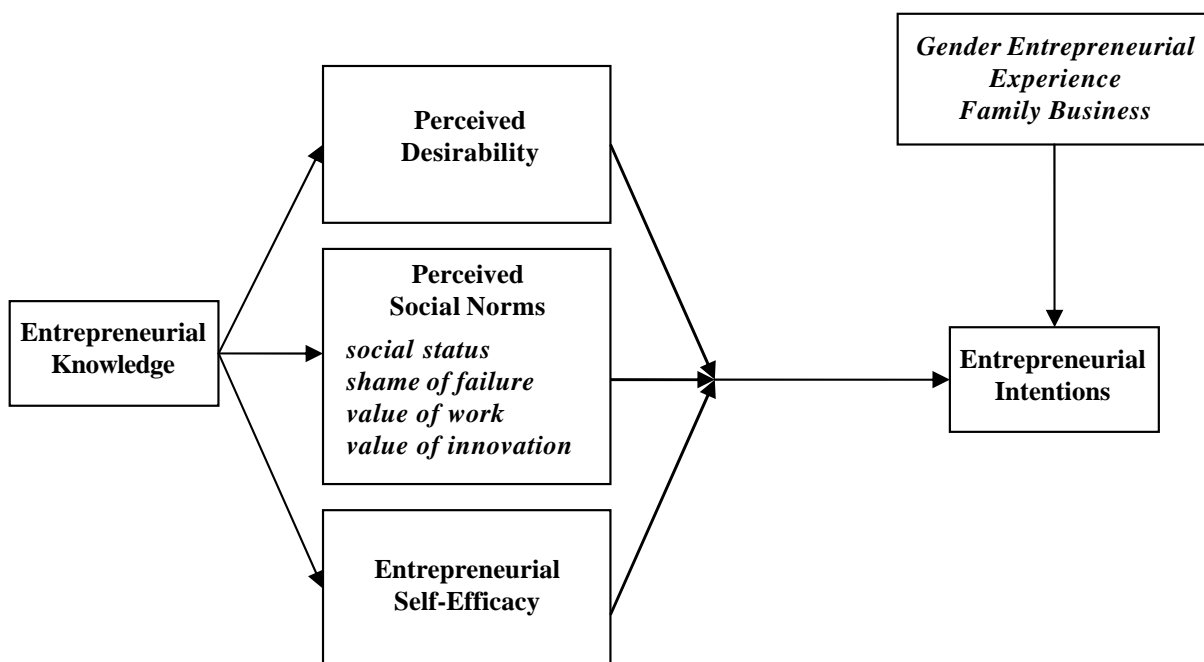 Gender Entrepreneurial
Experience
Family Business
Perceived
Desirability
Perceived
Social Norms
social status
shame of failure
value of work
value of innovation
Entrepreneurial
Knowledge
Entrepreneurial
Intentions
Entrepreneurial
Self-Efficacy